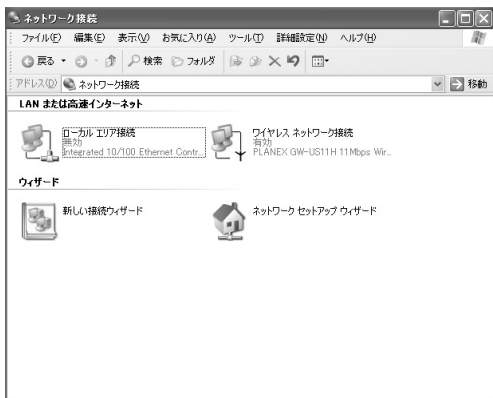 ネットワーク接続
ファイル(F) 編集(E) 表示(V) お気に入り(A) ツール(T) 詳細設定(N) ヘルプ(H)
戻る 検索 フォルダ
アドレス(D) ネットワーク接続 移動
LAN または高速インターネット
ローカル エリア接続
無効
Integrated 10/100 Ethernet Contr...
ワイヤレス ネットワーク接続
有効
PLANEX GW-US11H 11Mbps Wir...
ウィザード
新しい接続ウィザード
ネットワーク セットアップ ウィザード